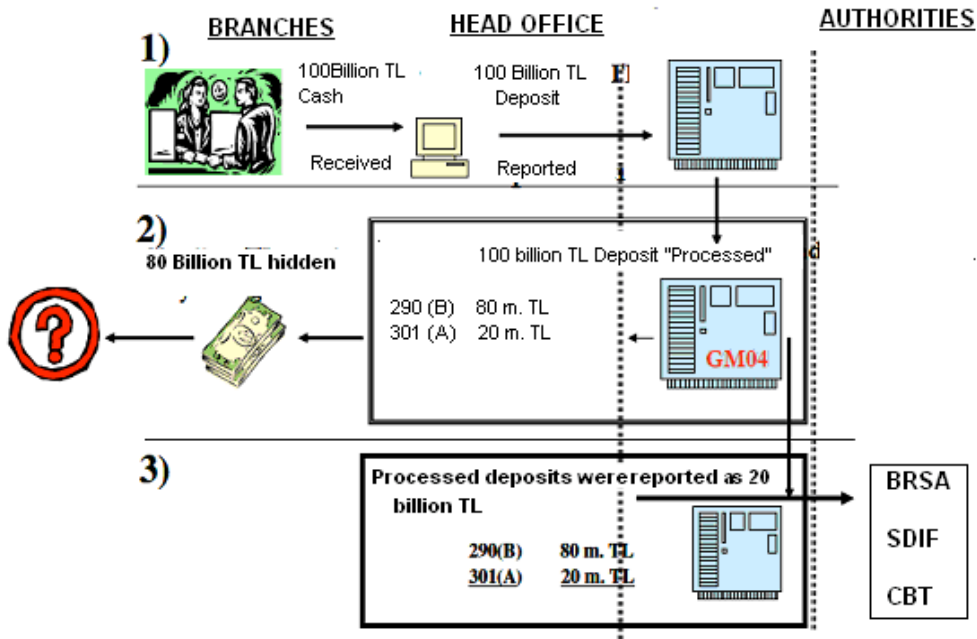 BRANCHES
HEAD OFFICE
AUTHORITIES
1)
100Billion TL
Cash
100 Billion TL
Deposit
Received
Reported
2)
80 Billion TL hidden
100 billion TL Deposit "Processed"
290 (B) 80 m. TL
301 (A) 20 m. TL
GM04
3)
Processed deposits were reported as 20
billion TL
290(B) 80 m. TL
301(A) 20 m. TL
BRSA
SDIF
CBT